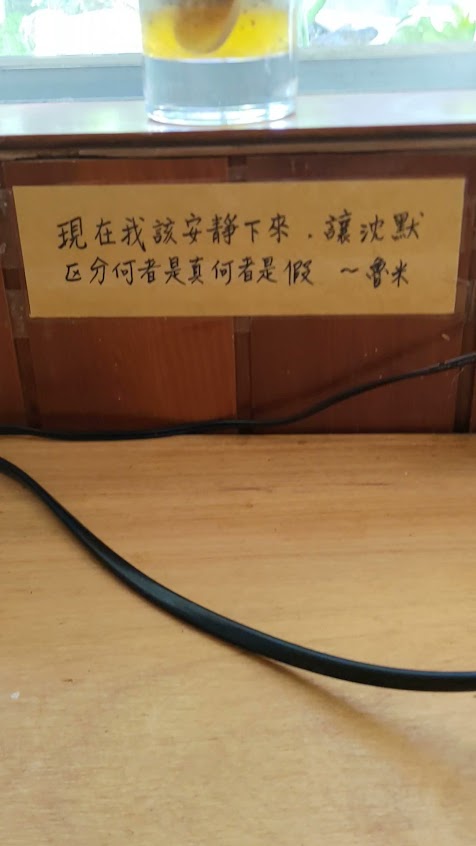 現在我該安靜下來．讓沈默
区分何者是真何者是假 ～魯米